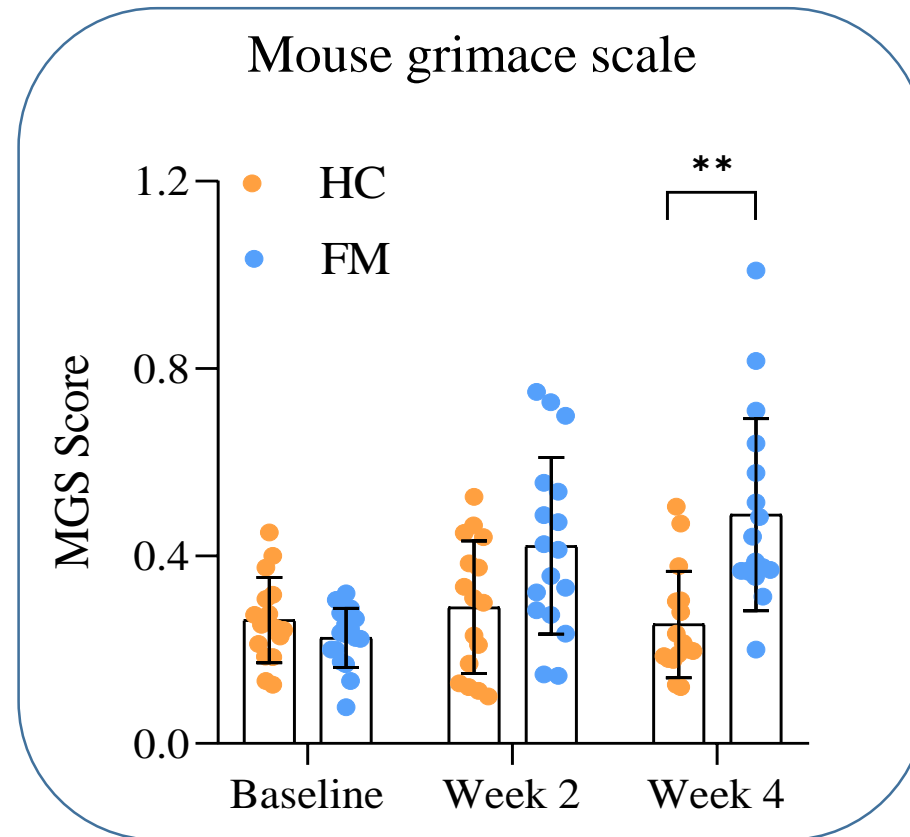 Mouse grimace scale
HC
FM
**
MGS Score
1.2
0.8
0.4
0.0
Baseline
Week 2
Week 4